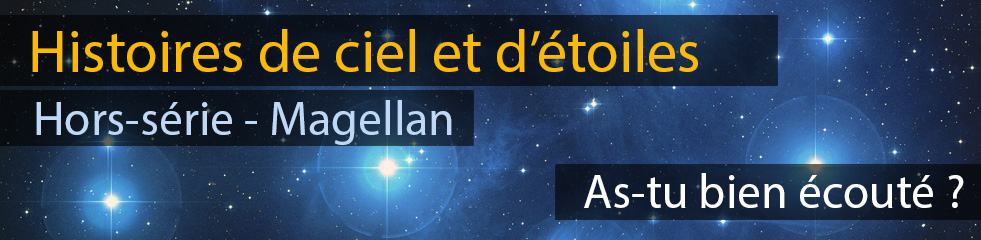 Histoires de ciel et d’étoiles
Hors-série - Magellan
As-tu bien écouté ?